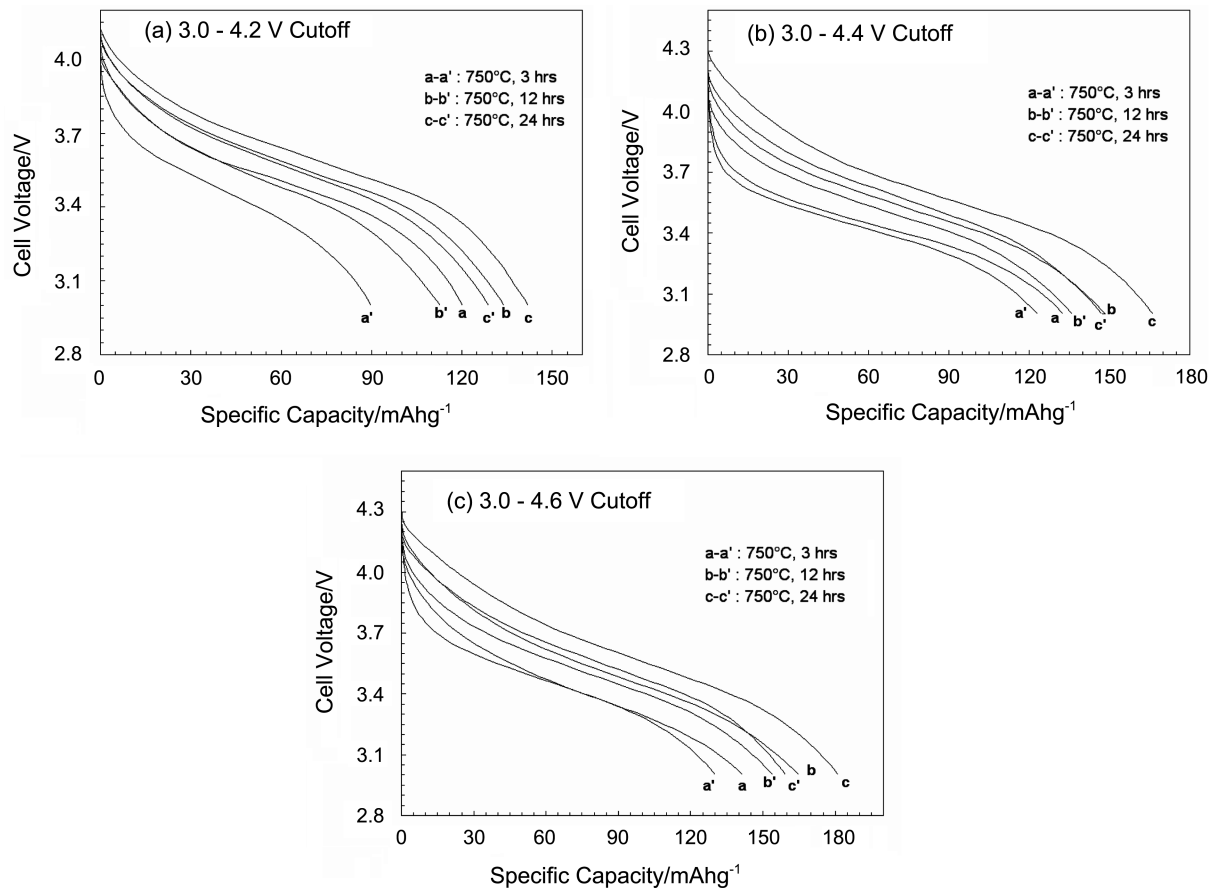 (a) 3.0 - 4.2 V Cutoff
a-a' : 750°C, 3 hrs
b-b' : 750°C, 12 hrs
c-c' : 750°C, 24 hrs
Cell Voltage/V
4.0
3.7
3.4
3.1
2.8
a' b' a c' b c
0 30 60 90 120 150
Specific Capacity/mAhg⁻¹
(b) 3.0 - 4.4 V Cutoff
a-a' : 750°C, 3 hrs
b-b' : 750°C, 12 hrs
c-c' : 750°C, 24 hrs
Cell Voltage/V
4.3
4.0
3.7
3.4
3.1
2.8
a' a b' c' b c
0 30 60 90 120 150 180
Specific Capacity/mAhg⁻¹
(c) 3.0 - 4.6 V Cutoff
a-a' : 750°C, 3 hrs
b-b' : 750°C, 12 hrs
c-c' : 750°C, 24 hrs
Cell Voltage/V
4.3
4.0
3.7
3.4
3.1
2.8
a' a b' c' b c
0 30 60 90 120 150 180
Specific Capacity/mAhg⁻¹